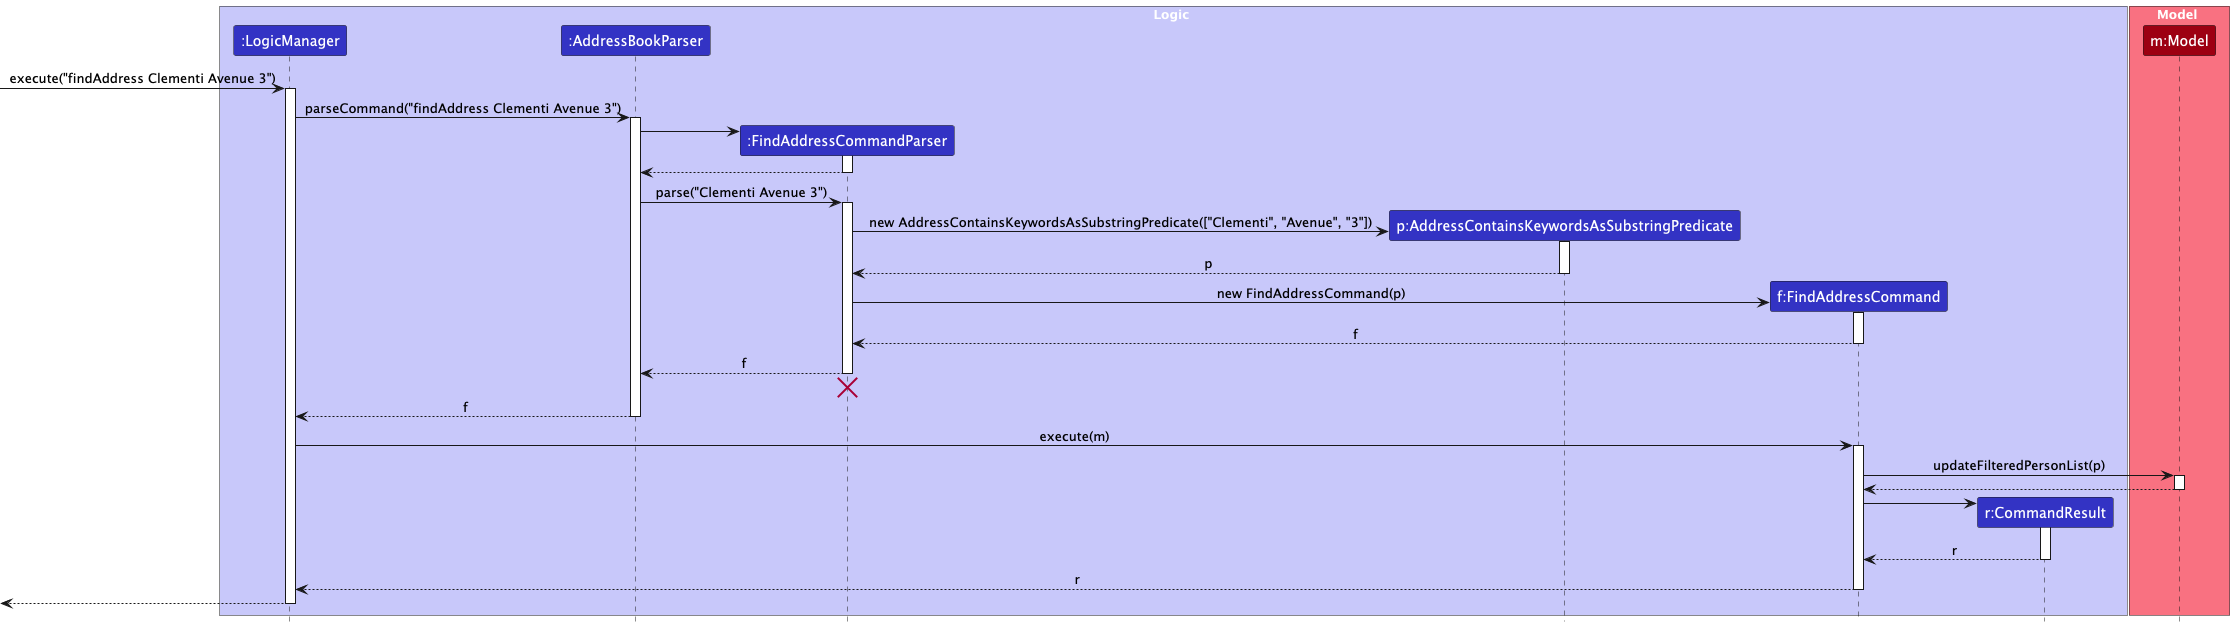 Logic
Model
:LogicManager
:AddressBookParser
m:Model
execute("findAddress Clementi Avenue 3")
parseCommand("findAddress Clementi Avenue 3")
:FindAddressCommandParser
parse("Clementi Avenue 3")
new AddressContainsKeywordsAsSubstringPredicate(["Clementi", "Avenue", "3"])
p:AddressContainsKeywordsAsSubstringPredicate
p
new FindAddressCommand(p)
f:FindAddressCommand
f
f
f
execute(m)
updateFilteredPersonList(p)
r:CommandResult
r
r